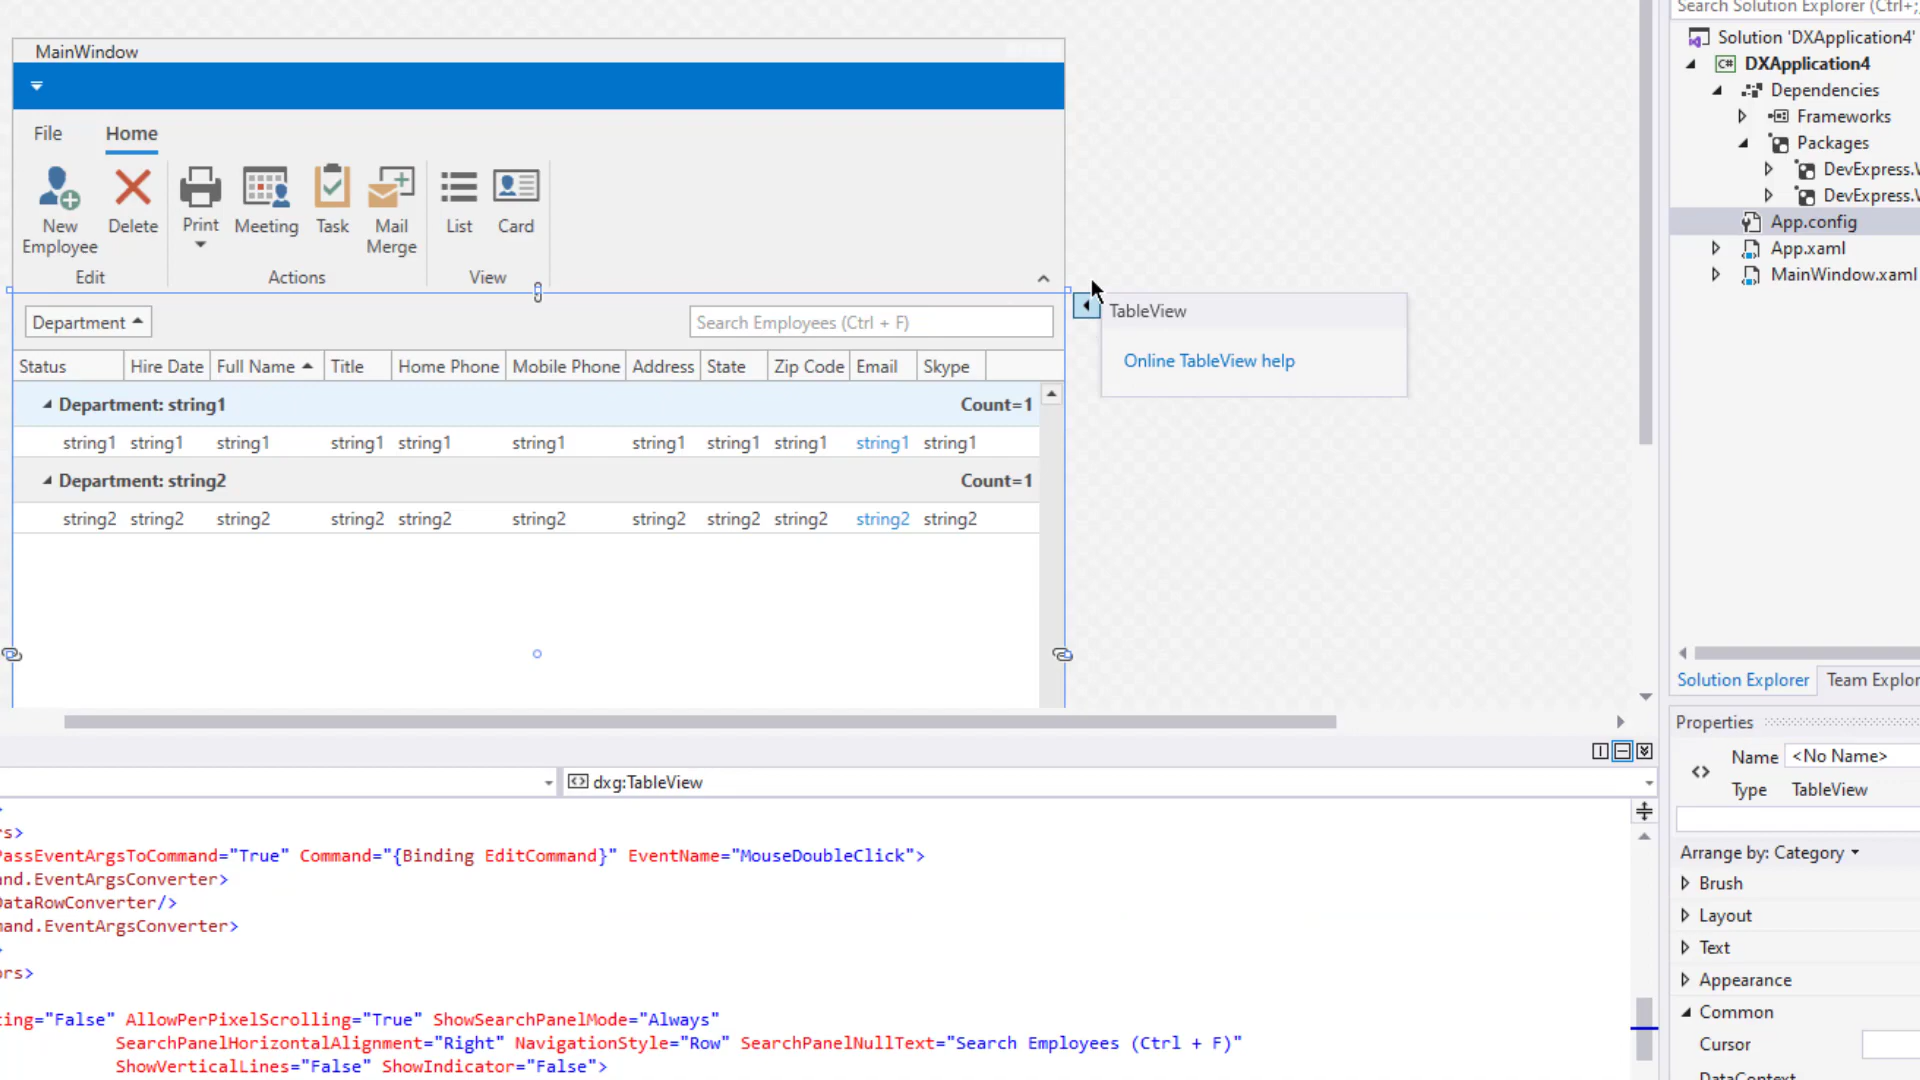 MainWindow
File Home
New Employee
Delete
Print
Meeting
Task
Mail Merge
List
Card
Edit
Actions
View
Department
Search Employees (Ctrl + F)
Status Hire Date Full Name Title Home Phone Mobile Phone Address State Zip Code Email Skype
Department: string1 Count=1
string1 string1 string1 string1 string1 string1 string1 string1 string1 string1 string1
Department: string2 Count=1
string2 string2 string2 string2 string2 string2 string2 string2 string2 string2 string2
TableView
Online TableView help
dxg:TableView
>
rs>
PassEventArgsToCommand="True" Command="{Binding EditCommand}" EventName="MouseDoubleClick">
nd.EventArgsConverter>
DataRowConverter/>
mand.EventArgsConverter>
>
ors>
ting="False" AllowPerPixelScrolling="True" ShowSearchPanelMode="Always"
SearchPanelHorizontalAlignment="Right" NavigationStyle="Row" SearchPanelNullText="Search Employees (Ctrl + F)"
ShowVerticalLines="False" ShowIndicator="False">
Search Solution Explorer (Ctrl+;
Solution 'DXApplication4'
C# DXApplication4
Dependencies
Frameworks
Packages
DevExpress.W
DevExpress.W
App.config
App.xaml
MainWindow.xaml
Solution Explorer Team Explor
Properties
Name <No Name>
Type TableView
Arrange by: Category
Brush
Layout
Text
Appearance
Common
Cursor
DataContext